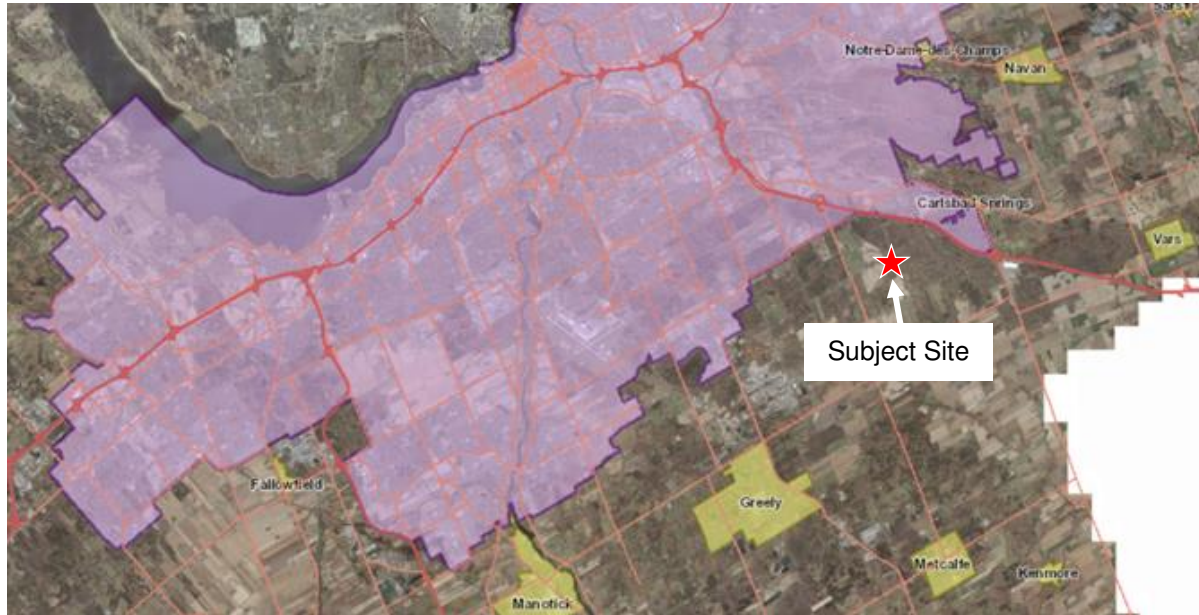 Notre-Dame-des-Champs
Navan
Carlsbad Springs
Vars
Subject Site
Fallowfield
Greely
Metcalfe
Kenmore
Manotick